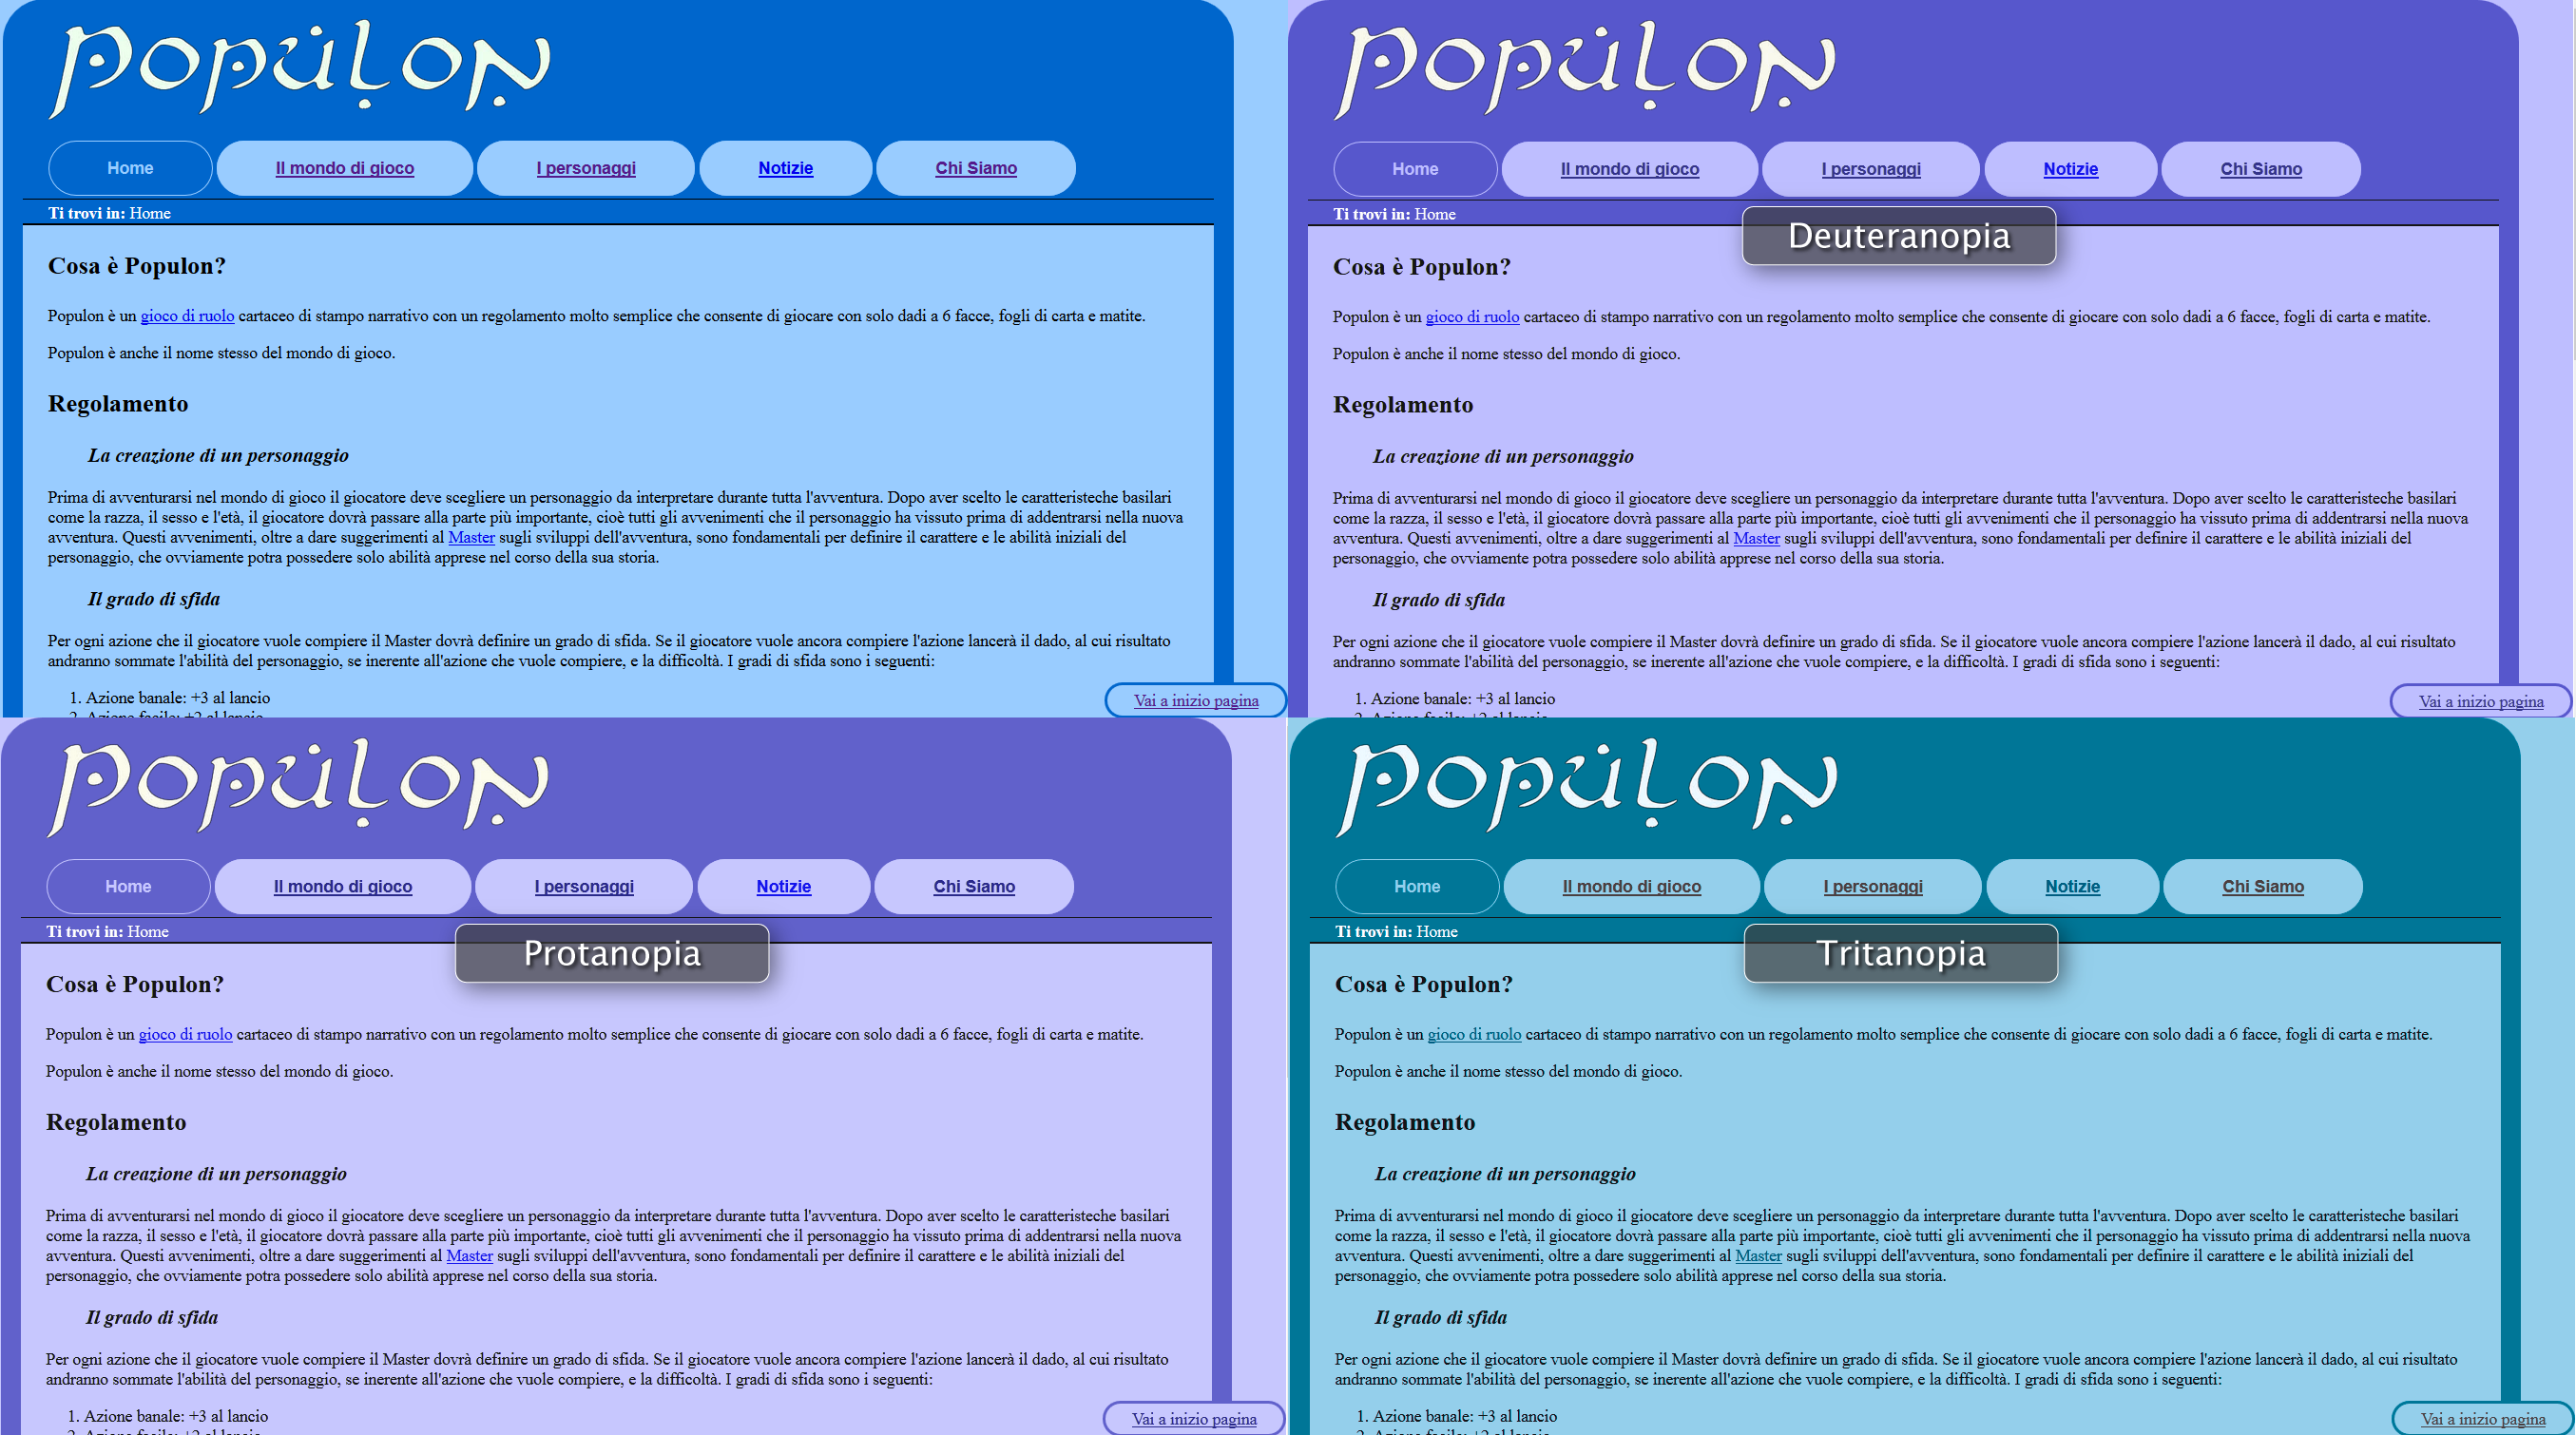 Populon
Home
Il mondo di gioco
I personaggi
Notizie
Chi Siamo
Ti trovi in: Home
Cosa è Populon?
Populon è un gioco di ruolo cartaceo di stampo narrativo con un regolamento molto semplice che consente di giocare con solo dadi a 6 facce, fogli di carta e matite.
Populon è anche il nome stesso del mondo di gioco.
Regolamento
La creazione di un personaggio
Prima di avventurarsi nel mondo di gioco il giocatore deve scegliere un personaggio da interpretare durante tutta l'avventura. Dopo aver scelto le caratteristeche basilari
come la razza, il sesso e l'età, il giocatore dovrà passare alla parte più importante, cioè tutti gli avvenimenti che il personaggio ha vissuto prima di addentrarsi nella nuova
avventura. Questi avvenimenti, oltre a dare suggerimenti al Master sugli sviluppi dell'avventura, sono fondamentali per definire il carattere e le abilità iniziali del
personaggio, che ovviamente potra possedere solo abilità apprese nel corso della sua storia.
Il grado di sfida
Per ogni azione che il giocatore vuole compiere il Master dovrà definire un grado di sfida. Se il giocatore vuole ancora compiere l'azione lancerà il dado, al cui risultato
andranno sommate l'abilità del personaggio, se inerente all'azione che vuole compiere, e la difficoltà. I gradi di sfida sono i seguenti:
1. Azione banale: +3 al lancio
2. Azione facile: +2 al lancio
Vai a inizio pagina
Populon
Home
Il mondo di gioco
I personaggi
Notizie
Chi Siamo
Ti trovi in: Home
Deuteranopia
Cosa è Populon?
Populon è un gioco di ruolo cartaceo di stampo narrativo con un regolamento molto semplice che consente di giocare con solo dadi a 6 facce, fogli di carta e matite.
Populon è anche il nome stesso del mondo di gioco.
Regolamento
La creazione di un personaggio
Prima di avventurarsi nel mondo di gioco il giocatore deve scegliere un personaggio da interpretare durante tutta l'avventura. Dopo aver scelto le caratteristeche basilari
come la razza, il sesso e l'età, il giocatore dovrà passare alla parte più importante, cioè tutti gli avvenimenti che il personaggio ha vissuto prima di addentrarsi nella nuova
avventura. Questi avvenimenti, oltre a dare suggerimenti al Master sugli sviluppi dell'avventura, sono fondamentali per definire il carattere e le abilità iniziali del
personaggio, che ovviamente potra possedere solo abilità apprese nel corso della sua storia.
Il grado di sfida
Per ogni azione che il giocatore vuole compiere il Master dovrà definire un grado di sfida. Se il giocatore vuole ancora compiere l'azione lancerà il dado, al cui risultato
andranno sommate l'abilità del personaggio, se inerente all'azione che vuole compiere, e la difficoltà. I gradi di sfida sono i seguenti:
1. Azione banale: +3 al lancio
2. Azione facile: +2 al lancio
Vai a inizio pagina
Populon
Home
Il mondo di gioco
I personaggi
Notizie
Chi Siamo
Ti trovi in: Home
Protanopia
Cosa è Populon?
Populon è un gioco di ruolo cartaceo di stampo narrativo con un regolamento molto semplice che consente di giocare con solo dadi a 6 facce, fogli di carta e matite.
Populon è anche il nome stesso del mondo di gioco.
Regolamento
La creazione di un personaggio
Prima di avventurarsi nel mondo di gioco il giocatore deve scegliere un personaggio da interpretare durante tutta l'avventura. Dopo aver scelto le caratteristeche basilari
come la razza, il sesso e l'età, il giocatore dovrà passare alla parte più importante, cioè tutti gli avvenimenti che il personaggio ha vissuto prima di addentrarsi nella nuova
avventura. Questi avvenimenti, oltre a dare suggerimenti al Master sugli sviluppi dell'avventura, sono fondamentali per definire il carattere e le abilità iniziali del
personaggio, che ovviamente potra possedere solo abilità apprese nel corso della sua storia.
Il grado di sfida
Per ogni azione che il giocatore vuole compiere il Master dovrà definire un grado di sfida. Se il giocatore vuole ancora compiere l'azione lancerà il dado, al cui risultato
andranno sommate l'abilità del personaggio, se inerente all'azione che vuole compiere, e la difficoltà. I gradi di sfida sono i seguenti:
1. Azione banale: +3 al lancio
Vai a inizio pagina
Populon
Home
Il mondo di gioco
I personaggi
Notizie
Chi Siamo
Ti trovi in: Home
Tritanopia
Cosa è Populon?
Populon è un gioco di ruolo cartaceo di stampo narrativo con un regolamento molto semplice che consente di giocare con solo dadi a 6 facce, fogli di carta e matite.
Populon è anche il nome stesso del mondo di gioco.
Regolamento
La creazione di un personaggio
Prima di avventurarsi nel mondo di gioco il giocatore deve scegliere un personaggio da interpretare durante tutta l'avventura. Dopo aver scelto le caratteristeche basilari
come la razza, il sesso e l'età, il giocatore dovrà passare alla parte più importante, cioè tutti gli avvenimenti che il personaggio ha vissuto prima di addentrarsi nella nuova
avventura. Questi avvenimenti, oltre a dare suggerimenti al Master sugli sviluppi dell'avventura, sono fondamentali per definire il carattere e le abilità iniziali del
personaggio, che ovviamente potra possedere solo abilità apprese nel corso della sua storia.
Il grado di sfida
Per ogni azione che il giocatore vuole compiere il Master dovrà definire un grado di sfida. Se il giocatore vuole ancora compiere l'azione lancerà il dado, al cui risultato
andranno sommate l'abilità del personaggio, se inerente all'azione che vuole compiere, e la difficoltà. I gradi di sfida sono i seguenti:
1. Azione banale: +3 al lancio
Vai a inizio pagina